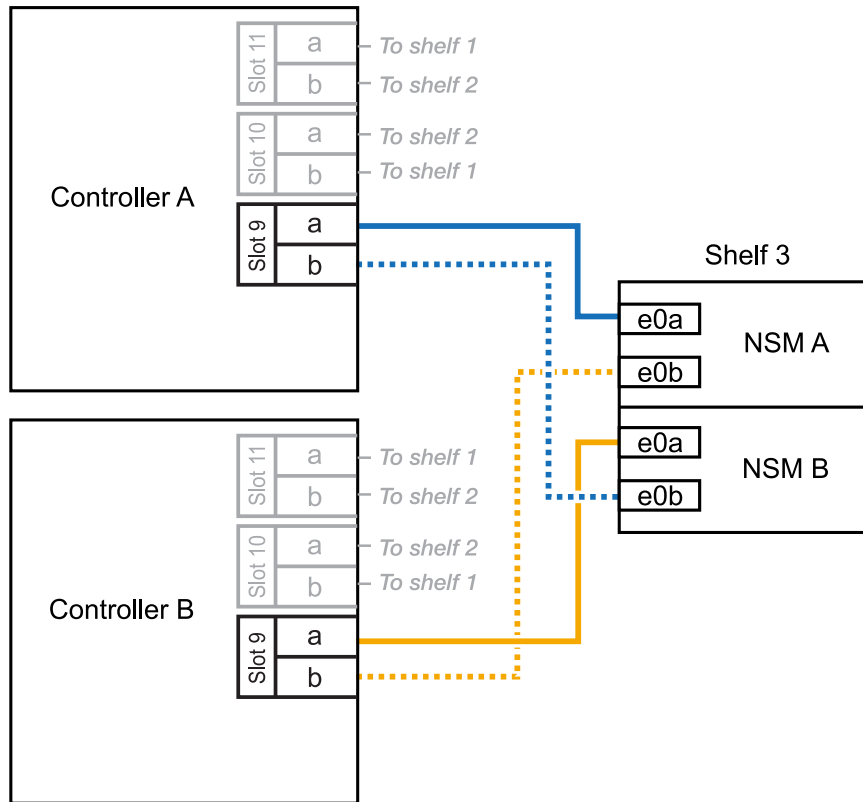 Controller A
Slot 11
a
To shelf 1
b
To shelf 2
Slot 10
a
To shelf 2
b
To shelf 1
Slot 9
a
b
Controller B
Slot 11
a
To shelf 1
b
To shelf 2
Slot 10
a
To shelf 2
b
To shelf 1
Slot 9
a
b
Shelf 3
e0a
NSM A
e0b
e0a
NSM B
e0b